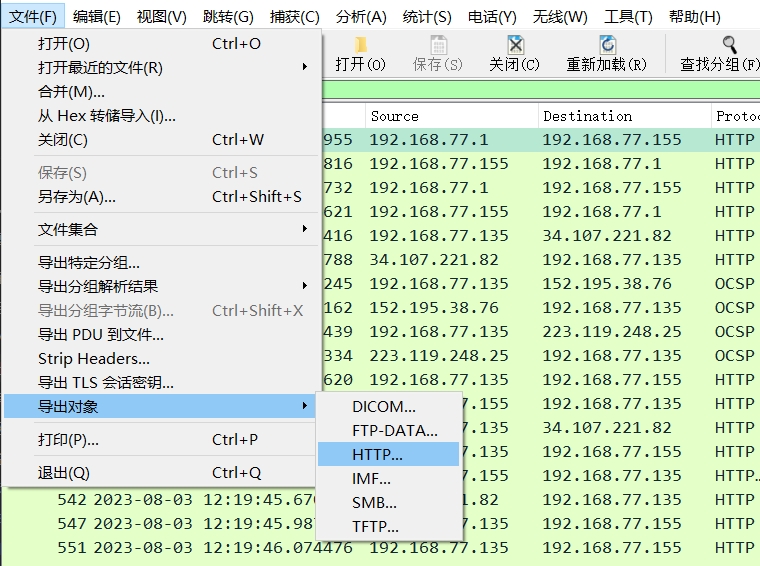 文件(F) 编辑(E) 视图(V) 跳转(G) 捕获(C) 分析(A) 统计(S) 电话(Y) 无线(W) 工具(T) 帮助(H)
打开(O) Ctrl+O
打开最近的文件(R)
合并(M)...
从 Hex 转储导入(I)...
关闭(C) Ctrl+W
保存(S) Ctrl+S
另存为(A)... Ctrl+Shift+S
文件集合
导出特定分组...
导出分组解析结果
导出分组字节流(B)... Ctrl+Shift+X
导出 PDU 到文件...
Strip Headers...
导出 TLS 会话密钥...
导出对象
打印(P)... Ctrl+P
退出(Q) Ctrl+Q
DICOM...
FTP-DATA...
HTTP...
IMF...
SMB...
TFTP...
打开(O) 保存(S) 关闭(C) 重新加载(R) 查找分组(F)
Source Destination Proto
955 192.168.77.1 192.168.77.155 HTTP
816 192.168.77.155 192.168.77.1 HTTP
732 192.168.77.1 192.168.77.155 HTTP
621 192.168.77.155 192.168.77.1 HTTP
416 192.168.77.135 34.107.221.82 HTTP
788 34.107.221.82 192.168.77.135 HTTP
245 192.168.77.135 152.195.38.76 OCSP
162 152.195.38.76 192.168.77.135 OCSP
439 192.168.77.135 223.119.248.25 OCSP
334 223.119.248.25 192.168.77.135 OCSP
620 192.168.77.135 192.168.77.155 HTTP
.155 192.168.77.135 HTTP
.135 34.107.221.82 HTTP
.135 192.168.77.155 HTTP
.155 192.168.77.135 HTTP...
542 2023-08-03 12:19:45.676 .82 192.168.77.135 HTTP
547 2023-08-03 12:19:45.987 .135 192.168.77.155 HTTP
551 2023-08-03 12:19:46.074476 192.168.77.135 192.168.77.155 HTTP